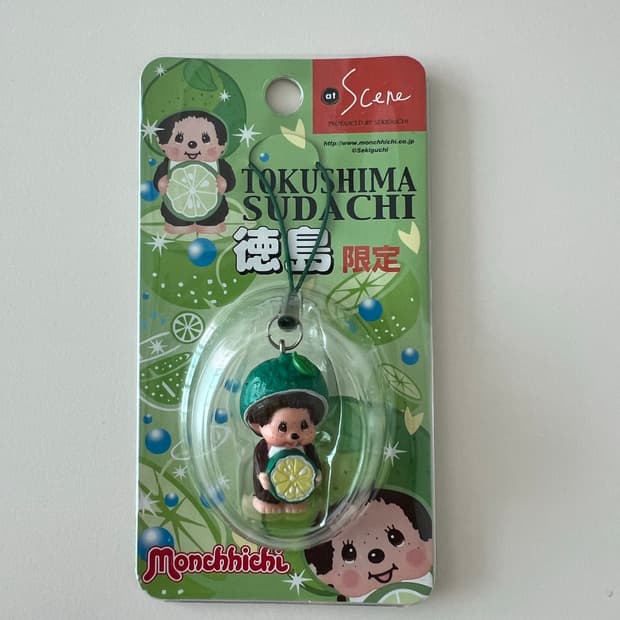 at Scene
PRODUCED BY SEKIGUCHI
http://www.monchhichi.co.jp
©Sekiguchi
TOKUSHIMA
SUDACHI
徳島 限定
Monchhichi